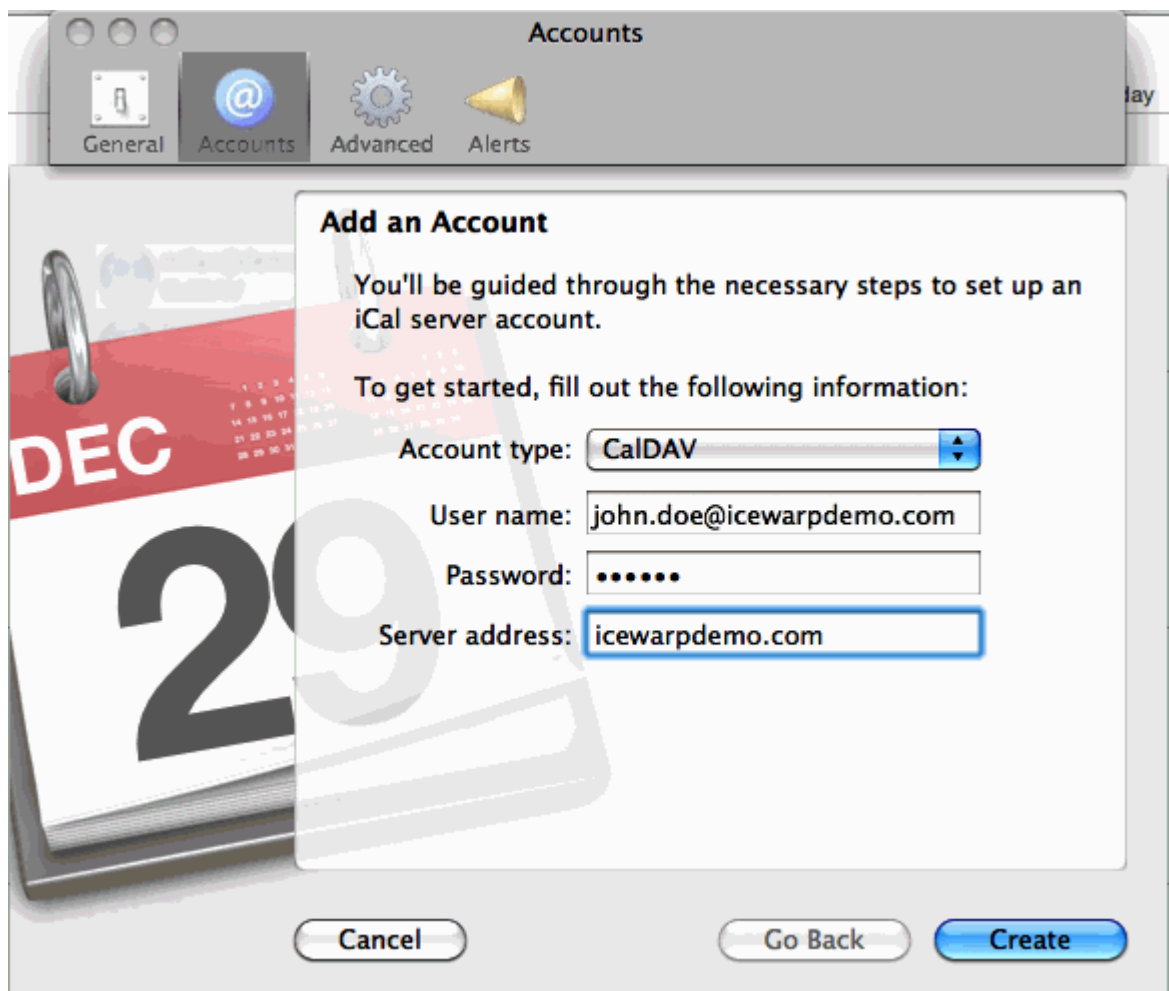 Accounts
General
Accounts
Advanced
Alerts
day
Add an Account
You'll be guided through the necessary steps to set up an
iCal server account.
To get started, fill out the following information:
Account type: CalDAV
User name: john.doe@icewarpdemo.com
Password: ••••••
Server address: icewarpdemo.com
DEC
29
Cancel
Go Back
Create